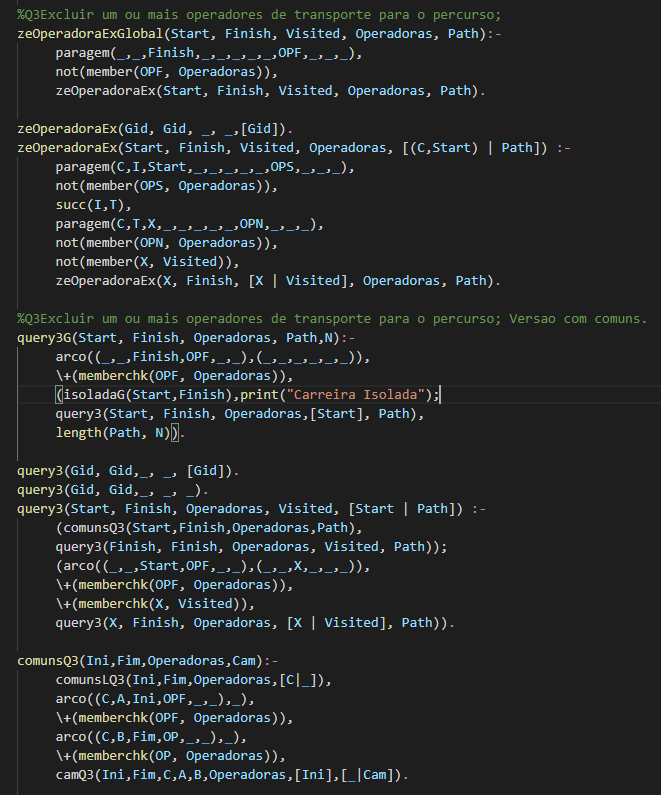 %Q3Excluir um ou mais operadores de transporte para o percurso;
zeOperadoraExGlobal(Start, Finish, Visited, Operadoras, Path):-
paragem(_,_,Finish,_,_,_,_,_,OPF,_,_,_),
not(member(OPF, Operadoras)),
zeOperadoraEx(Start, Finish, Visited, Operadoras, Path).
zeOperadoraEx(Gid, Gid, _, _,[Gid]).
zeOperadoraEx(Start, Finish, Visited, Operadoras, [(C,Start) | Path]) :-
paragem(C,I,Start,_,_,_,_,_,OPS,_,_,_),
not(member(OPS, Operadoras)),
succ(I,T),
paragem(C,T,X,_,_,_,_,_,OPN,_,_,_),
not(member(OPN, Operadoras)),
not(member(X, Visited)),
zeOperadoraEx(X, Finish, [X | Visited], Operadoras, Path).
%Q3Excluir um ou mais operadores de transporte para o percurso; Versao com comuns.
query3G(Start, Finish, Operadoras, Path,N):-
arco((_,_,Finish,OPF,_,_),(_,_,_,_,_,_)),
\+(memberchk(OPF, Operadoras)),
(isoladaG(Start,Finish),print("Carreira Isolada");
query3(Start, Finish, Operadoras,[Start], Path),
length(Path, N)).
query3(Gid, Gid,_, _, [Gid]).
query3(Gid, Gid,_, _, _).
query3(Start, Finish, Operadoras, Visited, [Start | Path]) :-
(comunsQ3(Start,Finish,Operadoras,Path),
query3(Finish, Finish, Operadoras, Visited, Path));
(arco((_,_,Start,OPF,_,_),(_,_,X,_,_,_)),
\+(memberchk(OPF, Operadoras)),
\+(memberchk(X, Visited)),
query3(X, Finish, Operadoras, [X | Visited], Path)).
comunsQ3(Ini,Fim,Operadoras,Cam):-
comunsLQ3(Ini,Fim,Operadoras,[C|_]),
arco((C,A,Ini,OPF,_,_),_),
\+(memberchk(OPF, Operadoras)),
arco((C,B,Fim,OP,_,_),_),
\+(memberchk(OP, Operadoras)),
camQ3(Ini,Fim,C,A,B,Operadoras,[Ini],[_|Cam]).